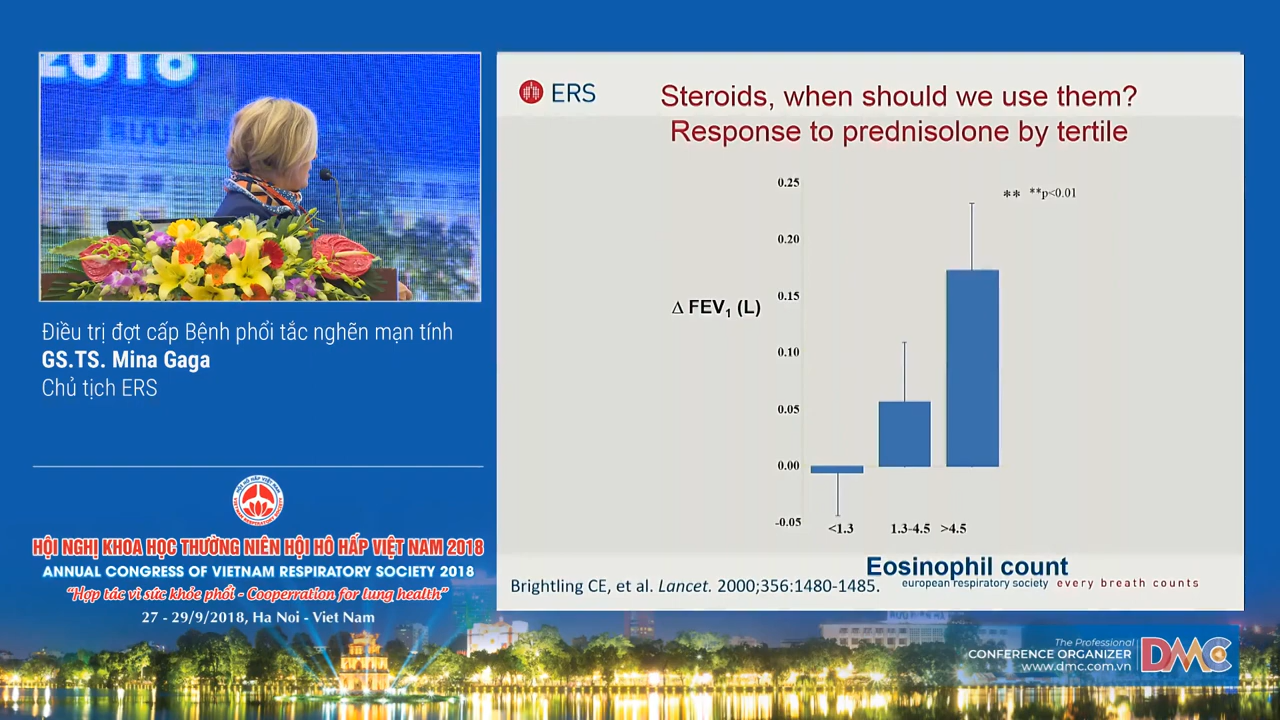 2018
Điều trị đợt cấp Bệnh phổi tắc nghẽn mạn tính
GS.TS. Mina Gaga
Chủ tịch ERS
HỘI NGHỊ KHOA HỌC THƯỜNG NIÊN HỘI HÔ HẤP VIỆT NAM 2018
ANNUAL CONGRESS OF VIETNAM RESPIRATORY SOCIETY 2018
“Hợp tác vì sức khỏe phổi - Cooperration for lung health”
27 - 29/9/2018, Ha Noi - Viet Nam
ERS
Steroids, when should we use them?
Response to prednisolone by tertile
0.25
** **p<0.01
0.20
0.15
Δ FEV1 (L)
0.10
0.05
0.00
-0.05
<1.3 1.3-4.5 >4.5
Eosinophil count
european respiratory society every breath counts
Brightling CE, et al. Lancet. 2000;356:1480-1485.
The Professional
CONFERENCE ORGANIZER
www.dmc.com.vn
DMC